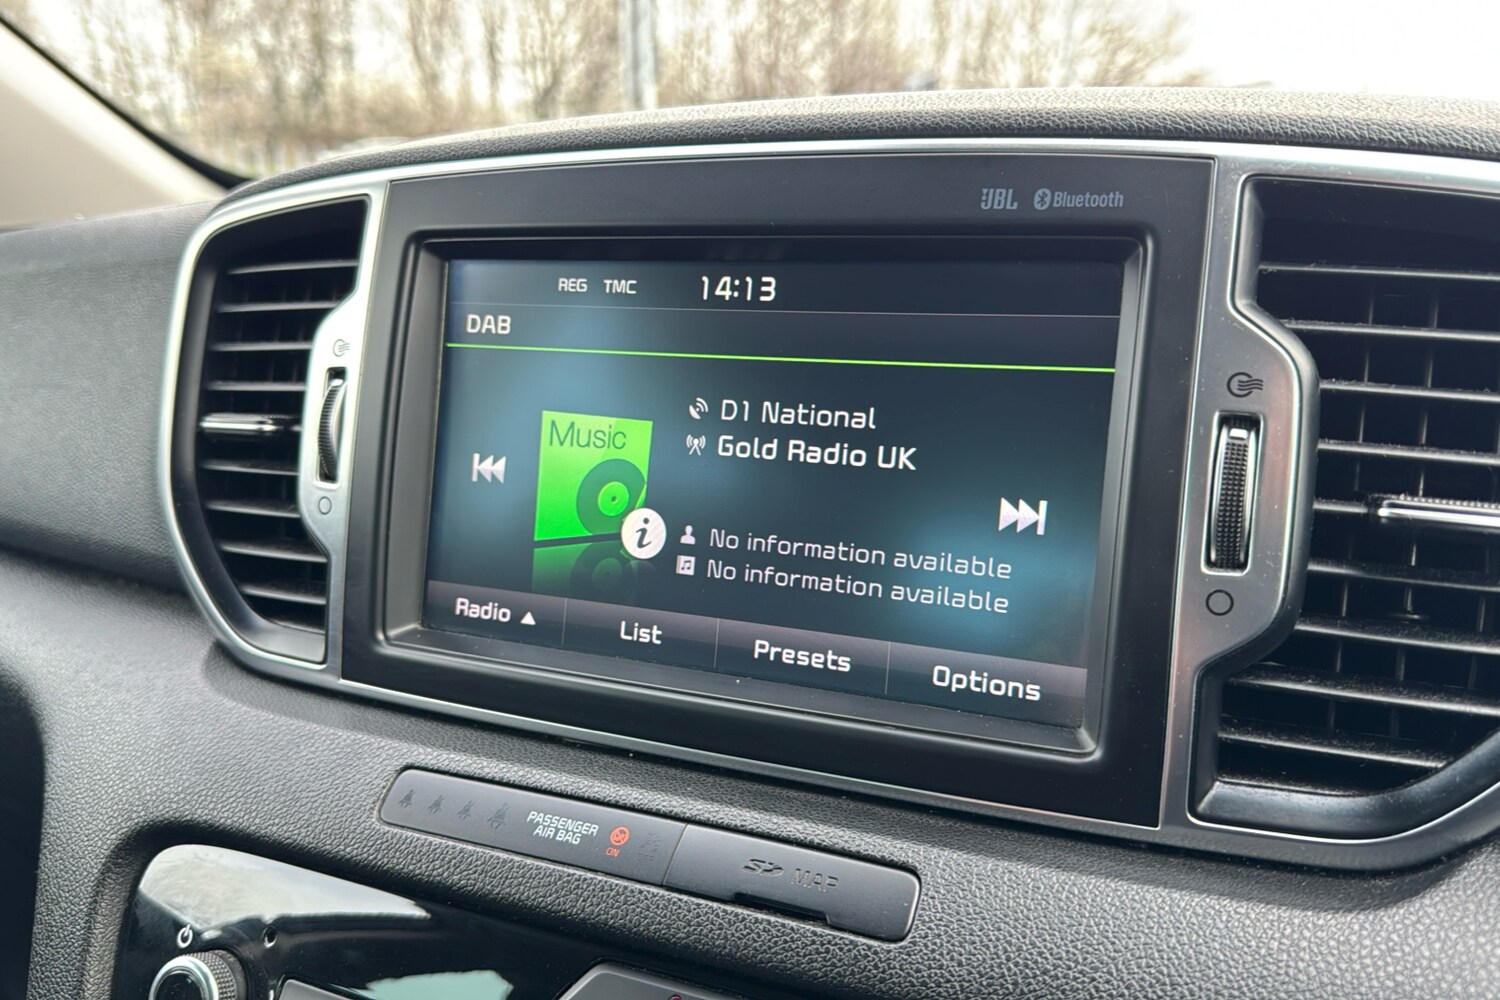 JBL Bluetooth
REG TMC 14:13
DAB
D1 National
Music
Gold Radio UK
No information available
No information available
Radio ▲ List Presets Options
PASSENGER
AIR BAG
ON
SD MAP